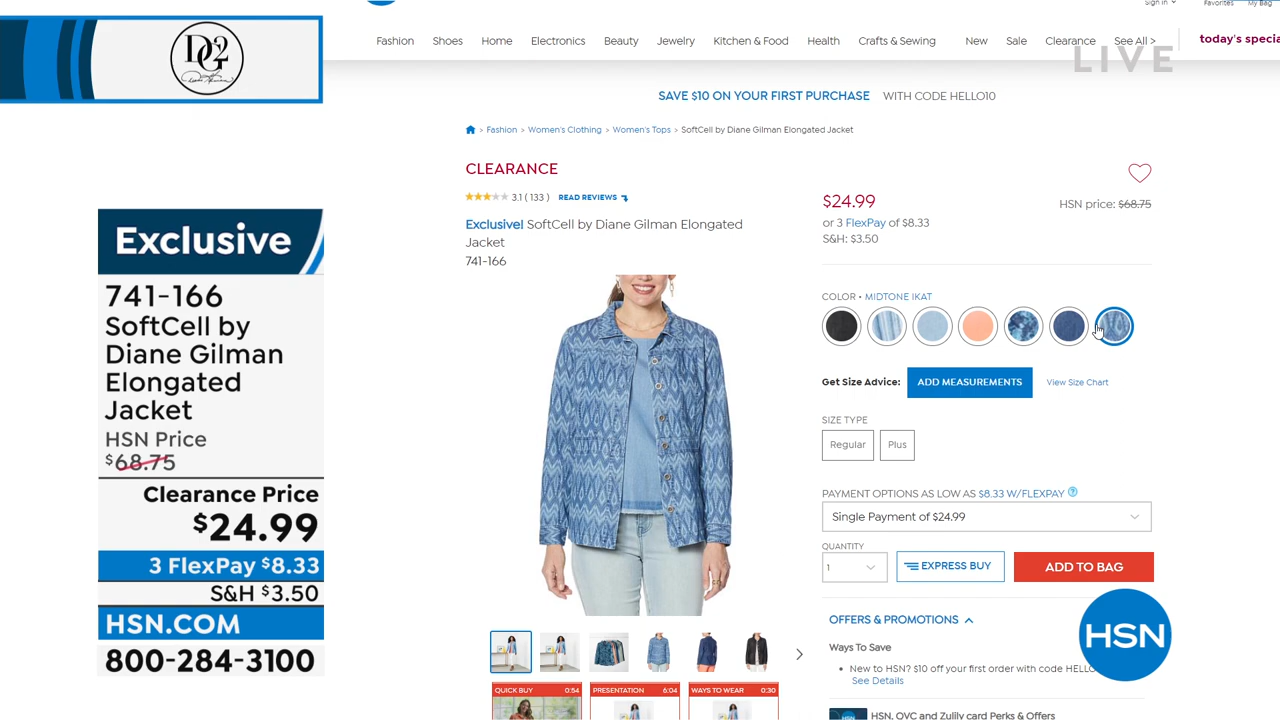 DG2
Exclusive
741-166
SoftCell by
Diane Gilman
Elongated
Jacket
HSN Price
$68.75
Clearance Price
$24.99
3 FlexPay $8.33
S&H $3.50
HSN.COM
800-284-3100
Sign in
Favorites
My Bag
Fashion Shoes Home Electronics Beauty Jewelry Kitchen & Food Health Crafts & Sewing New Sale Clearance See All >
today's specia
LIVE
SAVE $10 ON YOUR FIRST PURCHASE WITH CODE HELLO10
> Fashion > Women's Clothing > Women's Tops > SoftCell by Diane Gilman Elongated Jacket
CLEARANCE
3.1 ( 133 ) READ REVIEWS
Exclusive! SoftCell by Diane Gilman Elongated
Jacket
741-166
QUICK BUY 0:54
PRESENTATION 6:04
WAYS TO WEAR 0:30
$24.99
HSN price: $68.75
or 3 FlexPay of $8.33
S&H: $3.50
COLOR • MIDTONE IKAT
Get Size Advice: ADD MEASUREMENTS View Size Chart
SIZE TYPE
Regular Plus
PAYMENT OPTIONS AS LOW AS $8.33 W/FLEXPAY ?
Single Payment of $24.99
QUANTITY
1 EXPRESS BUY ADD TO BAG
OFFERS & PROMOTIONS
Ways To Save
• New to HSN? $10 off your first order with code HELLO
See Details
HSN, QVC and Zulily card Perks & Offers
HSN
HSN